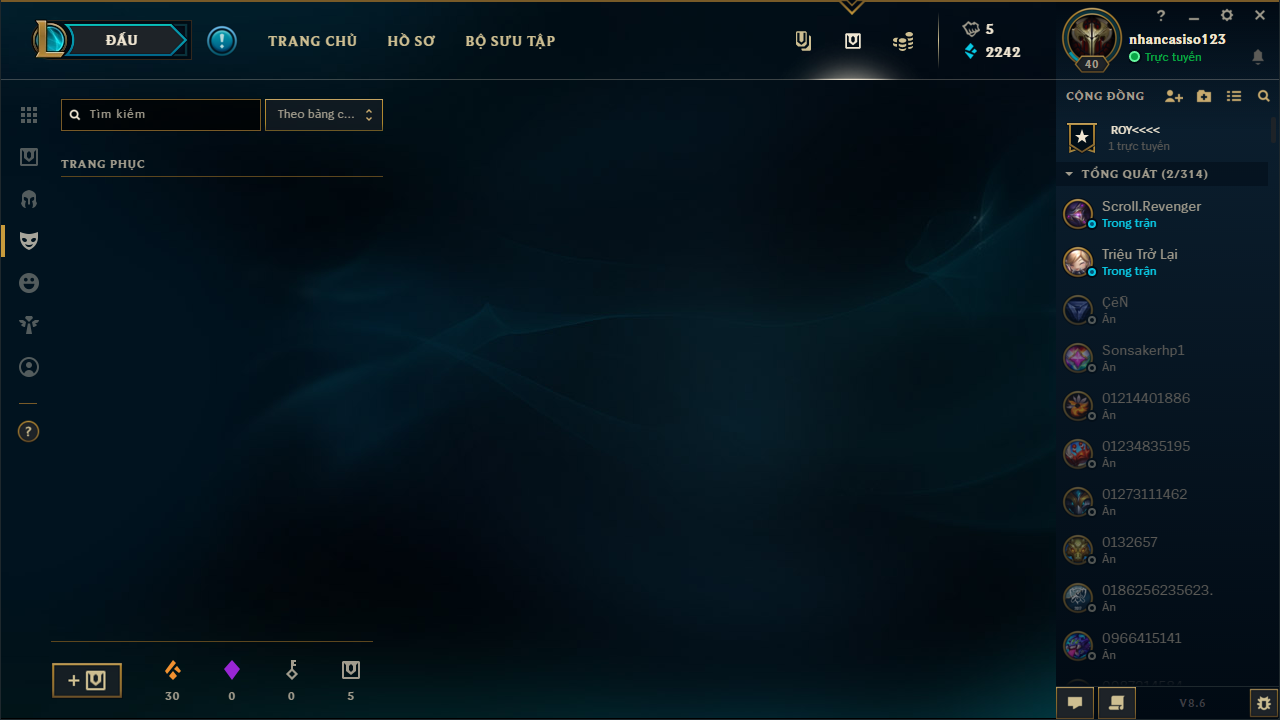 ĐẤU
TRANG CHỦ
HỒ SƠ
BỘ SƯU TẬP
5
2242
?
40
nhancasiso123
Trực tuyến
Tìm kiếm
Theo bảng c...
TRANG PHỤC
?
30
0
0
5
CỘNG ĐỒNG
ROY<<<<
1 trực tuyến
TỔNG QUÁT (2/314)
Scroll.Revenger
Trong trận
Triệu Trở Lại
Trong trận
ÇëÑ
Ẩn
Sonsakerhp1
Ẩn
01214401886
Ẩn
01234835195
Ẩn
01273111462
Ẩn
0132657
Ẩn
0186256235623.
Ẩn
0966415141
Ẩn
V8.6